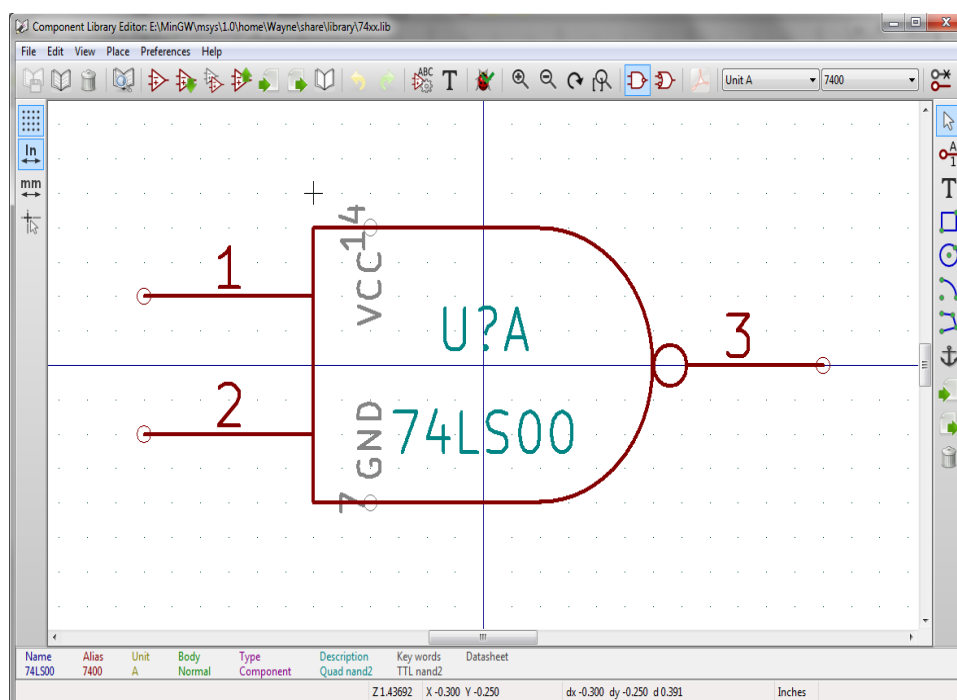 Component Library Editor: E:\MinGW\msys\1.0\home\Wayne\share\library\74xx.lib
File Edit View Place Preferences Help
ABC T Unit A 7400
In
mm
A
1
T
14
VCC
1
U?A
3
2
GND
74LS00
7
Name Alias Unit Body Type Description Key words Datasheet
74LS00 7400 A Normal Component Quad nand2 TTL nand2
Z 1.43692 X -0.300 Y -0.250 dx -0.300 dy -0.250 d 0.391 Inches